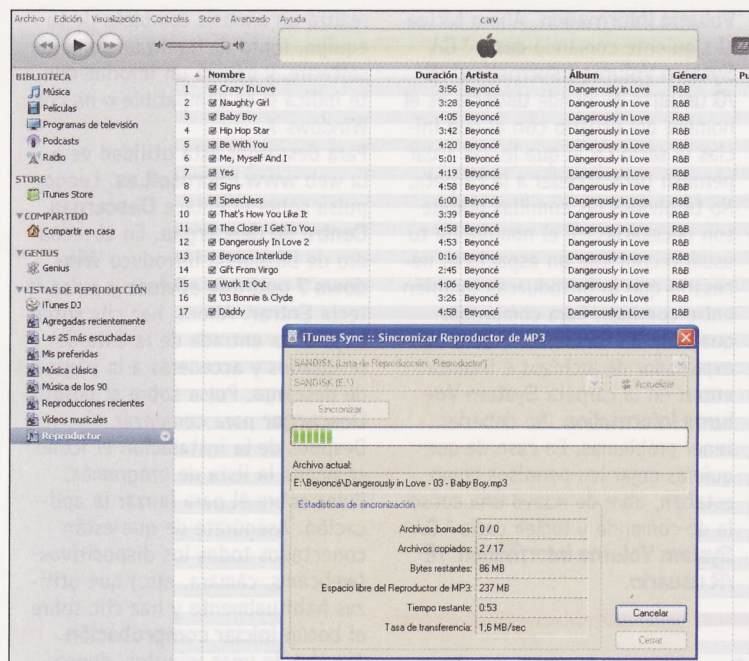 Archivo Edición Visualización Controles Store Avanzado Ayuda
cav
BIBLIOTECA
Música
Películas
Programas de televisión
Podcasts
Radio
STORE
iTunes Store
COMPARTIDO
Compartir en casa
GENIUS
Genius
LISTAS DE REPRODUCCIÓN
iTunes DJ
Agregadas recientemente
Las 25 más escuchadas
Mis preferidas
Música clásica
Música de los 90
Reproducciones recientes
Vídeos musicales
Reproductor
Nombre Duración Artista Álbum Género Pu
1 Crazy In Love 3:56 Beyoncé Dangerously in Love R&B
2 Naughty Girl 3:28 Beyoncé Dangerously in Love R&B
3 Baby Boy 4:05 Beyoncé Dangerously in Love R&B
4 Hip Hop Star 3:42 Beyoncé Dangerously in Love R&B
5 Be With You 4:20 Beyoncé Dangerously in Love R&B
6 Me, Myself And I 5:01 Beyoncé Dangerously in Love R&B
7 Yes 4:19 Beyoncé Dangerously in Love R&B
8 Signs 4:58 Beyoncé Dangerously in Love R&B
9 Speechless 6:00 Beyoncé Dangerously in Love R&B
10 That's How You Like It 3:39 Beyoncé Dangerously in Love R&B
11 The Closer I Get To You 4:58 Beyoncé Dangerously in Love R&B
12 Dangerously In Love 2 4:53 Beyoncé Dangerously in Love R&B
13 Beyonce Interlude 0:16 Beyoncé Dangerously in Love R&B
14 Gift From Virgo 2:45 Beyoncé Dangerously in Love R&B
15 Work It Out 4:06 Beyoncé Dangerously in Love R&B
16 '03 Bonnie & Clyde 3:26 Beyoncé Dangerously in Love R&B
17 Daddy 4:58 Beyoncé Dangerously in Love R&B
iTunes Sync :: Sincronizar Reproductor de MP3
SANDISK [Lista de Reproducción: 'Reproductor']
SANDISK (E:\)
Actualizar
Sincronizar
Archivo actual:
E:\Beyoncé\Dangerously in Love - 03 - Baby Boy.mp3
Estadísticas de sincronización
Archivos borrados: 0 / 0
Archivos copiados: 2 / 17
Bytes restantes: 86 MB
Espacio libre del Reproductor de MP3: 237 MB
Tiempo restante: 0:53
Tasa de transferencia: 1,6 MB/sec
Cancelar
Cerrar